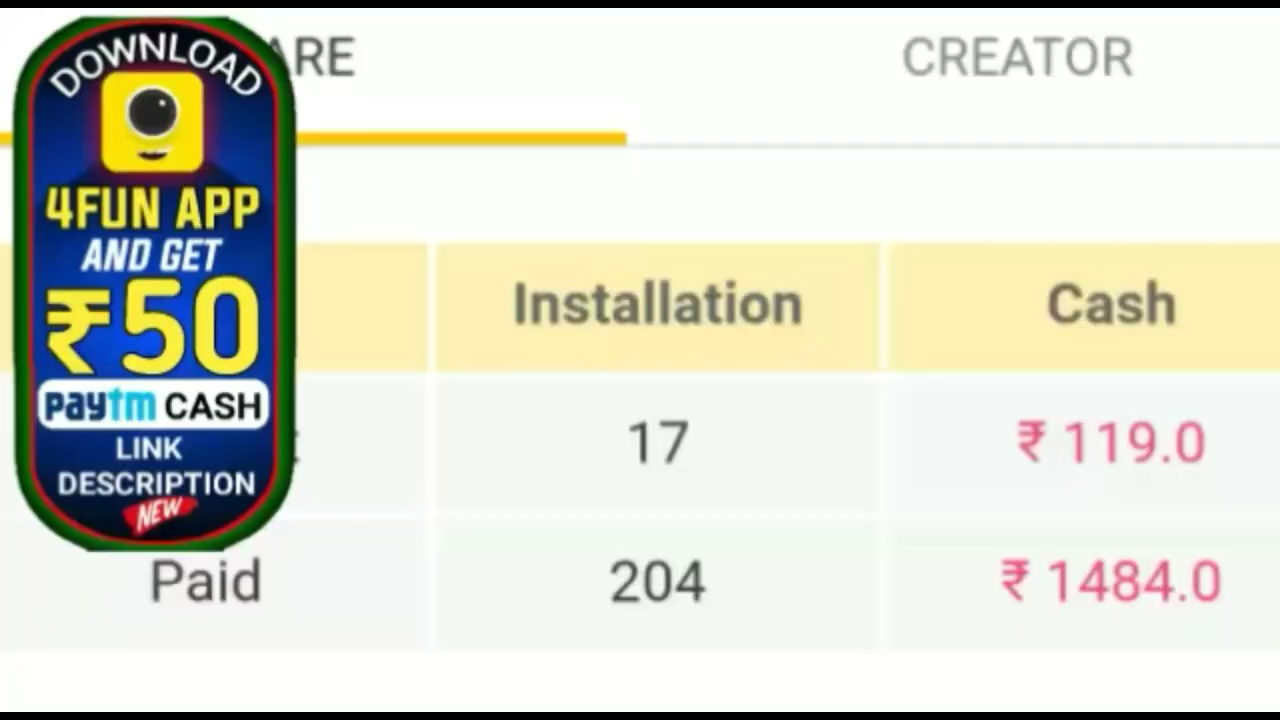 DOWNLOAD
4FUN APP
AND GET
₹50
paytm CASH
LINK
DESCRIPTION
NEW
CREATOR
Installation Cash
17 ₹ 119.0
Paid 204 ₹ 1484.0